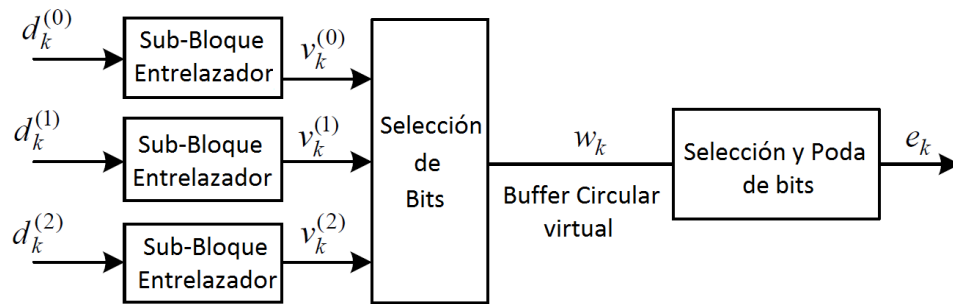 d_k^{(0)}
Sub-Bloque
Entrelazador
v_k^{(0)}
d_k^{(1)}
Sub-Bloque
Entrelazador
v_k^{(1)}
d_k^{(2)}
Sub-Bloque
Entrelazador
v_k^{(2)}
Selección
de
Bits
w_k
Buffer Circular
virtual
Selección y Poda
de bits
e_k